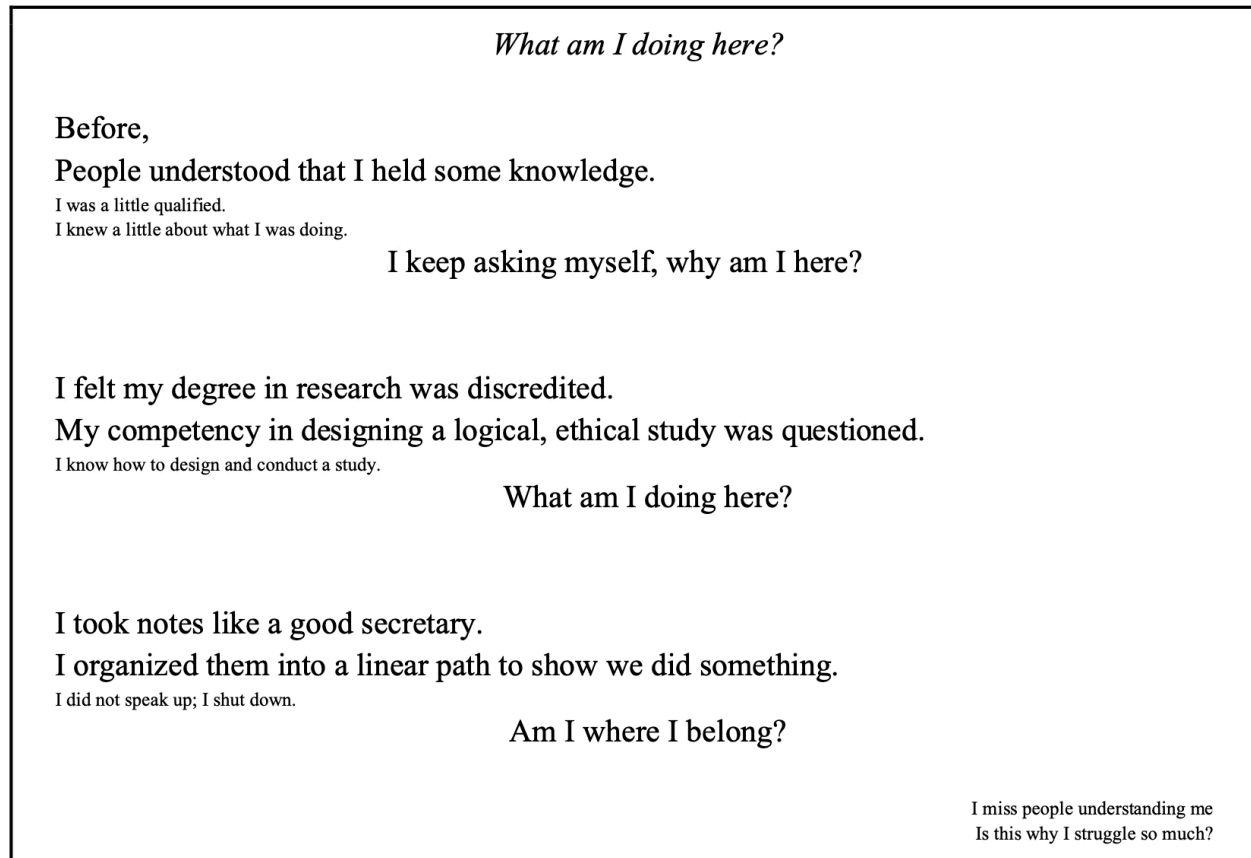 What am I doing here?
Before,
People understood that I held some knowledge.
I was a little qualified.
I knew a little about what I was doing.
I keep asking myself, why am I here?
I felt my degree in research was discredited.
My competency in designing a logical, ethical study was questioned.
I know how to design and conduct a study.
What am I doing here?
I took notes like a good secretary.
I organized them into a linear path to show we did something.
I did not speak up; I shut down.
Am I where I belong?
I miss people understanding me
Is this why I struggle so much?